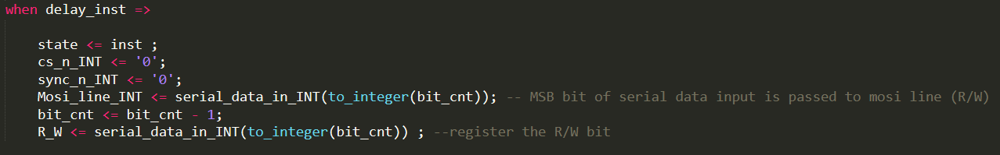 when delay_inst =>
state <= inst ;
cs_n_INT <= '0';
sync_n_INT <= '0';
Mosi_line_INT <= serial_data_in_INT(to_integer(bit_cnt)); -- MSB bit of serial data input is passed to mosi line (R/W)
bit_cnt <= bit_cnt - 1;
R_W <= serial_data_in_INT(to_integer(bit_cnt)) ; --register the R/W bit